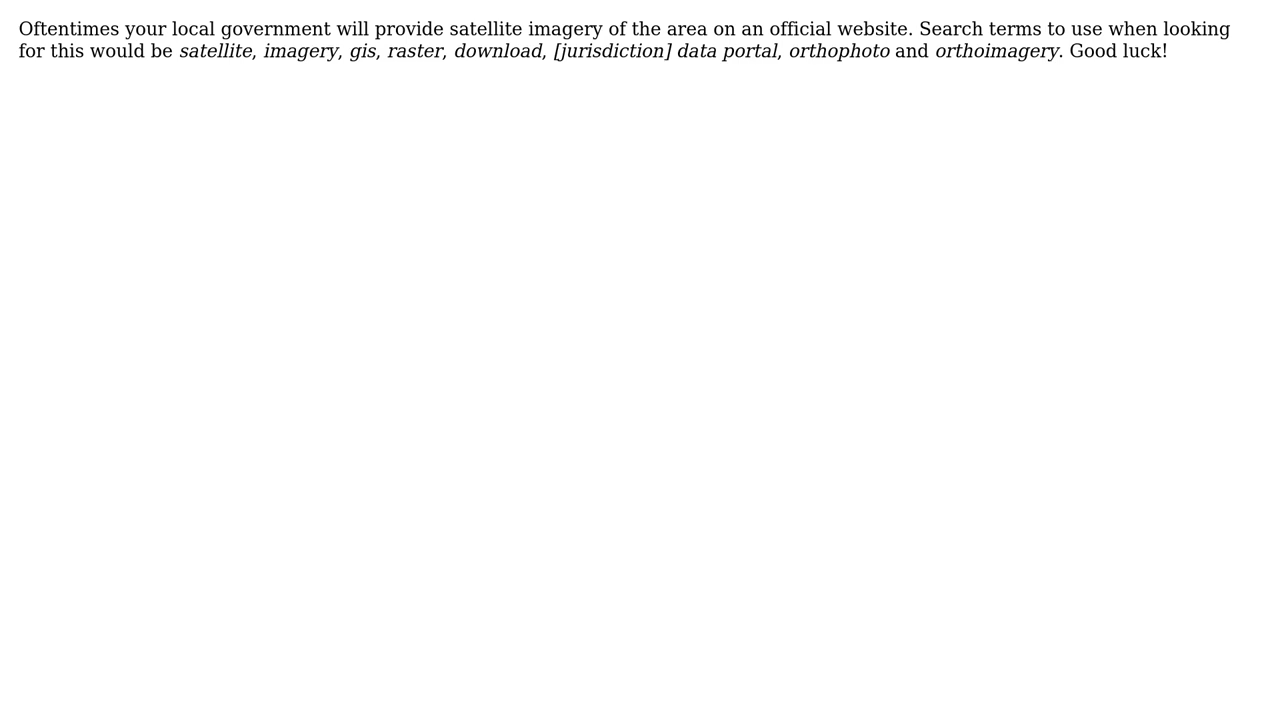 Oftentimes your local government will provide satellite imagery of the area on an official website. Search terms to use when looking
for this would be satellite, imagery, gis, raster, download, [jurisdiction] data portal, orthophoto and orthoimagery. Good luck!